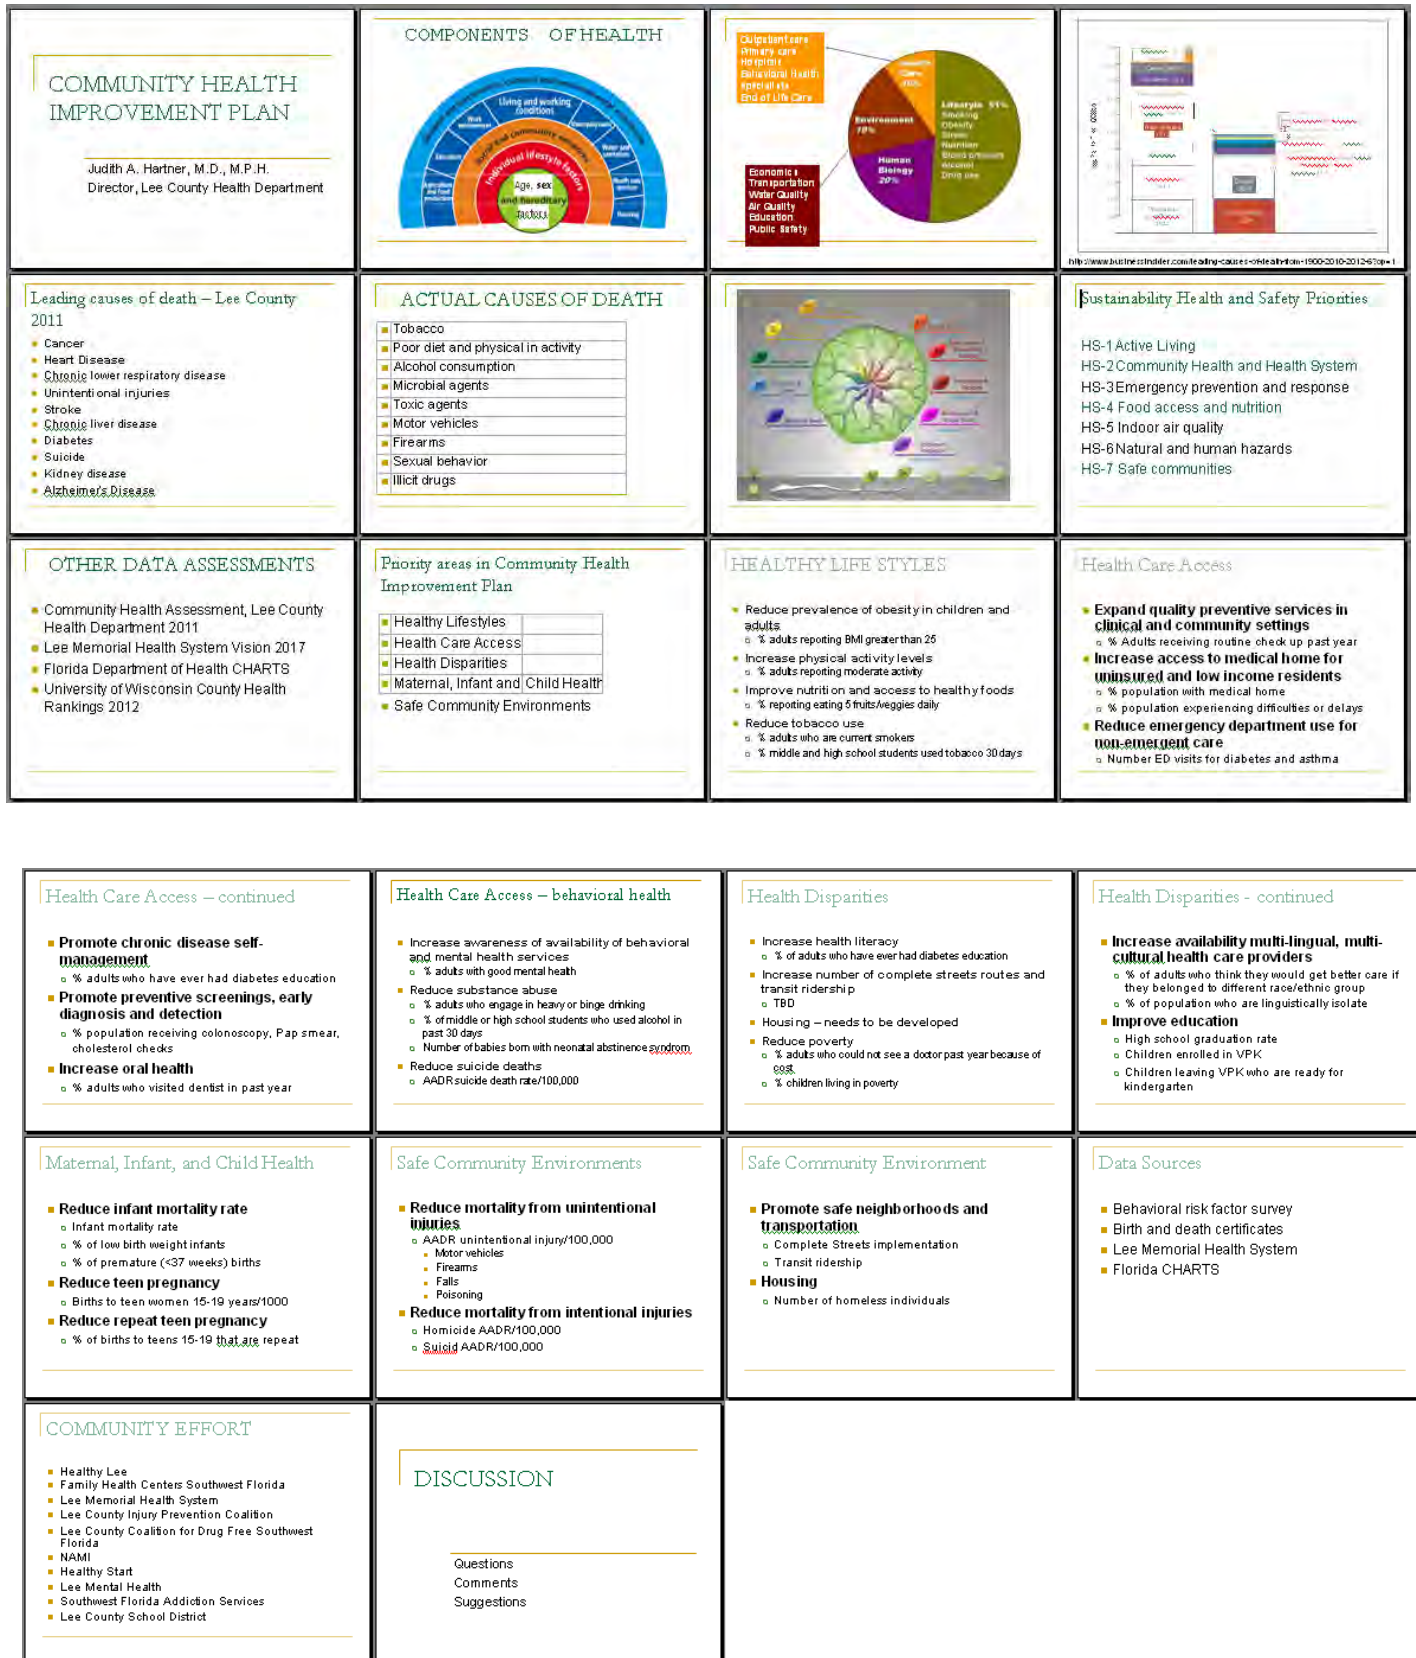 COMMUNITY HEALTH
IMPROVEMENT PLAN
Judith A. Hartner, M.D., M.P.H.
Director, Lee County Health Department
COMPONENTS OF HEALTH
Living and working
conditions
Individual lifestyle factors
Age, sex
and hereditary
factors
Outpatient care
Primary care
Hospitals
Behavioral Health
Specialists
End of Life Care
Environment
19%
Human
Biology
20%
Lifestyle 51%
Smoking
Obesity
Stress
Nutrition
Blood pressure
Alcohol
Drug use
Economics
Transportation
Water Quality
Air Quality
Education
Public Safety
http://www.businessinsider.com/leading-causes-of-death-from-1900-2010-2012-6?op=1
Leading causes of death – Lee County
2011
Cancer
Heart Disease
Chronic lower respiratory disease
Unintentional injuries
Stroke
Chronic liver disease
Diabetes
Suicide
Kidney disease
Alzheimer's Disease
ACTUAL CAUSES OF DEATH
Tobacco
Poor diet and physical in activity
Alcohol consumption
Microbial agents
Toxic agents
Motor vehicles
Firearms
Sexual behavior
Illicit drugs
Sustainability Health and Safety Priorities
HS-1 Active Living
HS-2 Community Health and Health System
HS-3 Emergency prevention and response
HS-4 Food access and nutrition
HS-5 Indoor air quality
HS-6 Natural and human hazards
HS-7 Safe communities
OTHER DATA ASSESSMENTS
Community Health Assessment, Lee County
Health Department 2011
Lee Memorial Health System Vision 2017
Florida Department of Health CHARTS
University of Wisconsin County Health
Rankings 2012
Priority areas in Community Health
Improvement Plan
Healthy Lifestyles
Health Care Access
Health Disparities
Maternal, Infant and Child Health
Safe Community Environments
HEALTHY LIFE STYLES
Reduce prevalence of obesity in children and
adults
% adults reporting BMI greater than 25
Increase physical activity levels
% adults reporting moderate activity
Improve nutrition and access to healthy foods
% reporting eating 5 fruits/veggies daily
Reduce tobacco use
% adults who are current smokers
% middle and high school students used tobacco 30 days
Health Care Access
Expand quality preventive services in
clinical and community settings
% Adults receiving routine check up past year
Increase access to medical home for
uninsured and low income residents
% population with medical home
% population experiencing difficulties or delays
Reduce emergency department use for
non-emergent care
Number ED visits for diabetes and asthma
Health Care Access – continued
Promote chronic disease self-
management
% adults who have ever had diabetes education
Promote preventive screenings, early
diagnosis and detection
% population receiving colonoscopy, Pap smear,
cholesterol checks
Increase oral health
% adults who visited dentist in past year
Health Care Access – behavioral health
Increase awareness of availability of behavioral
and mental health services
% adults with good mental health
Reduce substance abuse
% adults who engage in heavy or binge drinking
% of middle or high school students who used alcohol in
past 30 days
Number of babies born with neonatal abstinence syndrom
Reduce suicide deaths
AADR suicide death rate/100,000
Health Disparities
Increase health literacy
% of adults who have ever had diabetes education
Increase number of complete streets routes and
transit ridership
TBD
Housing – needs to be developed
Reduce poverty
% adults who could not see a doctor past year because of
cost
% children living in poverty
Health Disparities - continued
Increase availability multi-lingual, multi-
cultural health care providers
% of adults who think they would get better care if
they belonged to different race/ethnic group
% of population who are linguistically isolate
Improve education
High school graduation rate
Children enrolled in VPK
Children leaving VPK who are ready for
kindergarten
Maternal, Infant, and Child Health
Reduce infant mortality rate
Infant mortality rate
% of low birth weight infants
% of premature (<37 weeks) births
Reduce teen pregnancy
Births to teen women 15-19 years/1000
Reduce repeat teen pregnancy
% of births to teens 15-19 that are repeat
Safe Community Environments
Reduce mortality from unintentional
injuries
AADR unintentional injury/100,000
Motor vehicles
Firearms
Falls
Poisoning
Reduce mortality from intentional injuries
Homicide AADR/100,000
Suicid AADR/100,000
Safe Community Environment
Promote safe neighborhoods and
transportation
Complete Streets implementation
Transit ridership
Housing
Number of homeless individuals
Data Sources
Behavioral risk factor survey
Birth and death certificates
Lee Memorial Health System
Florida CHARTS
COMMUNITY EFFORT
Healthy Lee
Family Health Centers Southwest Florida
Lee Memorial Health System
Lee County Injury Prevention Coalition
Lee County Coalition for Drug Free Southwest
Florida
NAMI
Healthy Start
Lee Mental Health
Southwest Florida Addiction Services
Lee County School District
DISCUSSION
Questions
Comments
Suggestions